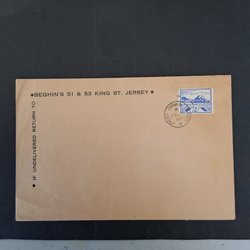 ● BEGHIN'S 51 & 53 KING ST. JERSEY ●
● IF UNDELIVERED RETURN TO